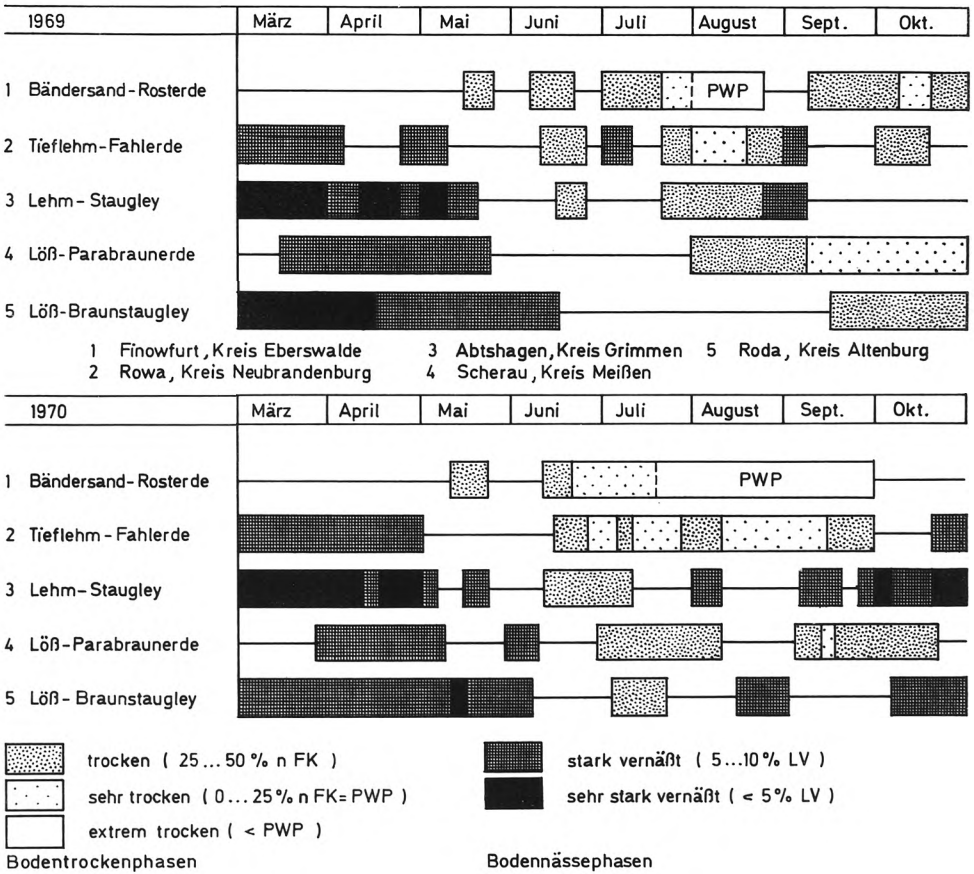 1969 März April Mai Juni Juli August Sept. Okt.
1 Bändersand-Rosterde PWP
2 Tieflehm-Fahlerde
3 Lehm-Staugley
4 Löß-Parabraunerde
5 Löß-Braunstaugley
1 Finowfurt, Kreis Eberswalde 3 Abtshagen, Kreis Grimmen 5 Roda, Kreis Altenburg
2 Rowa, Kreis Neubrandenburg 4 Scherau, Kreis Meißen
1970 März April Mai Juni Juli August Sept. Okt.
1 Bändersand-Rosterde PWP
2 Tieflehm-Fahlerde
3 Lehm-Staugley
4 Löß-Parabraunerde
5 Löß-Braunstaugley
trocken ( 25...50 % n FK ) stark vernäßt ( 5...10 % LV )
sehr trocken ( 0...25 % n FK = PWP ) sehr stark vernäßt ( < 5 % LV )
extrem trocken ( < PWP )
Bodentrockenphasen Bodennässephasen